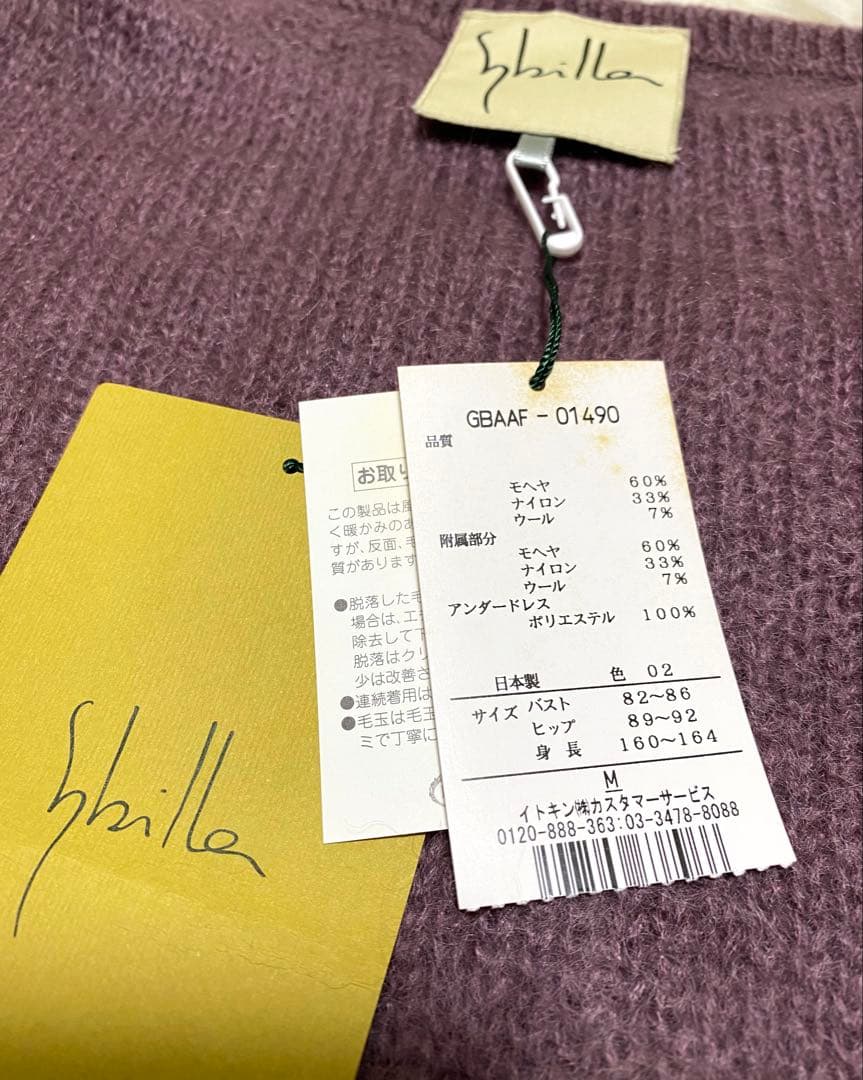 Sybilla
GBAAF-01490
品質
モヘヤ 60%
ナイロン 33%
ウール 7%
附属部分
モヘヤ 60%
ナイロン 33%
ウール 7%
アンダードレス
ポリエステル 100%
日本製 色 02
サイズ バスト 82~86
ヒップ 89~92
身長 160~164
M
イトキン㈱カスタマーサービス
0120-888-363:03-3478-8088
お取り
この製品は
く暖かみのあ
すが、反面、毛
質があります
●脱落した毛
場合は、エ
除去して下
脱落はクリ
少は改善さ
●連続着用は
●毛玉は毛玉
ミで丁寧に
Sybilla